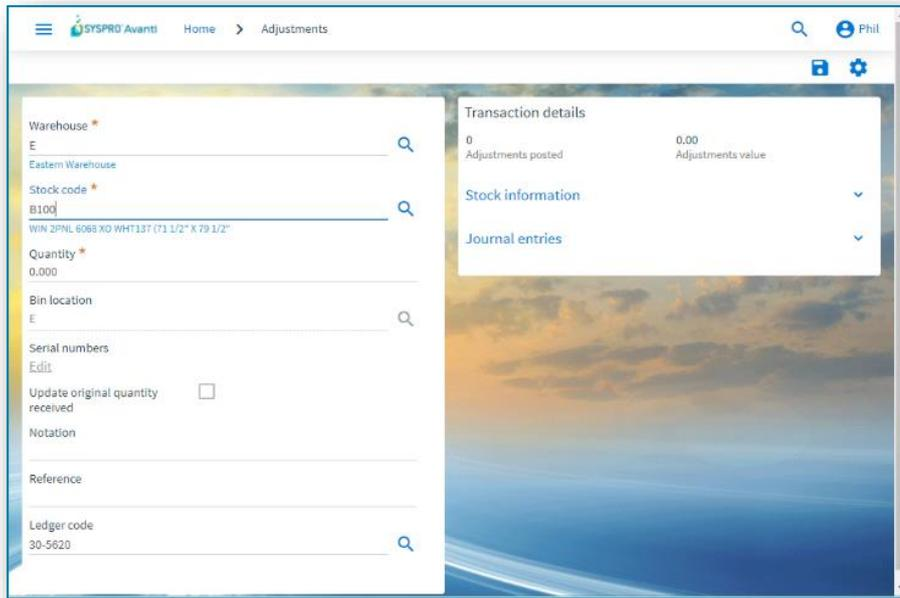 SYSPRO Avanti Home > Adjustments Phil
Warehouse *
E
Eastern Warehouse
Stock code *
B100
WIN 2PNL 6068 XO WHT137 (71 1/2" X 79 1/2"
Quantity *
0.000
Bin location
E
Serial numbers
Edit
Update original quantity
received
Notation
Reference
Ledger code
30-5620
Transaction details
0 0.00
Adjustments posted Adjustments value
Stock information
Journal entries